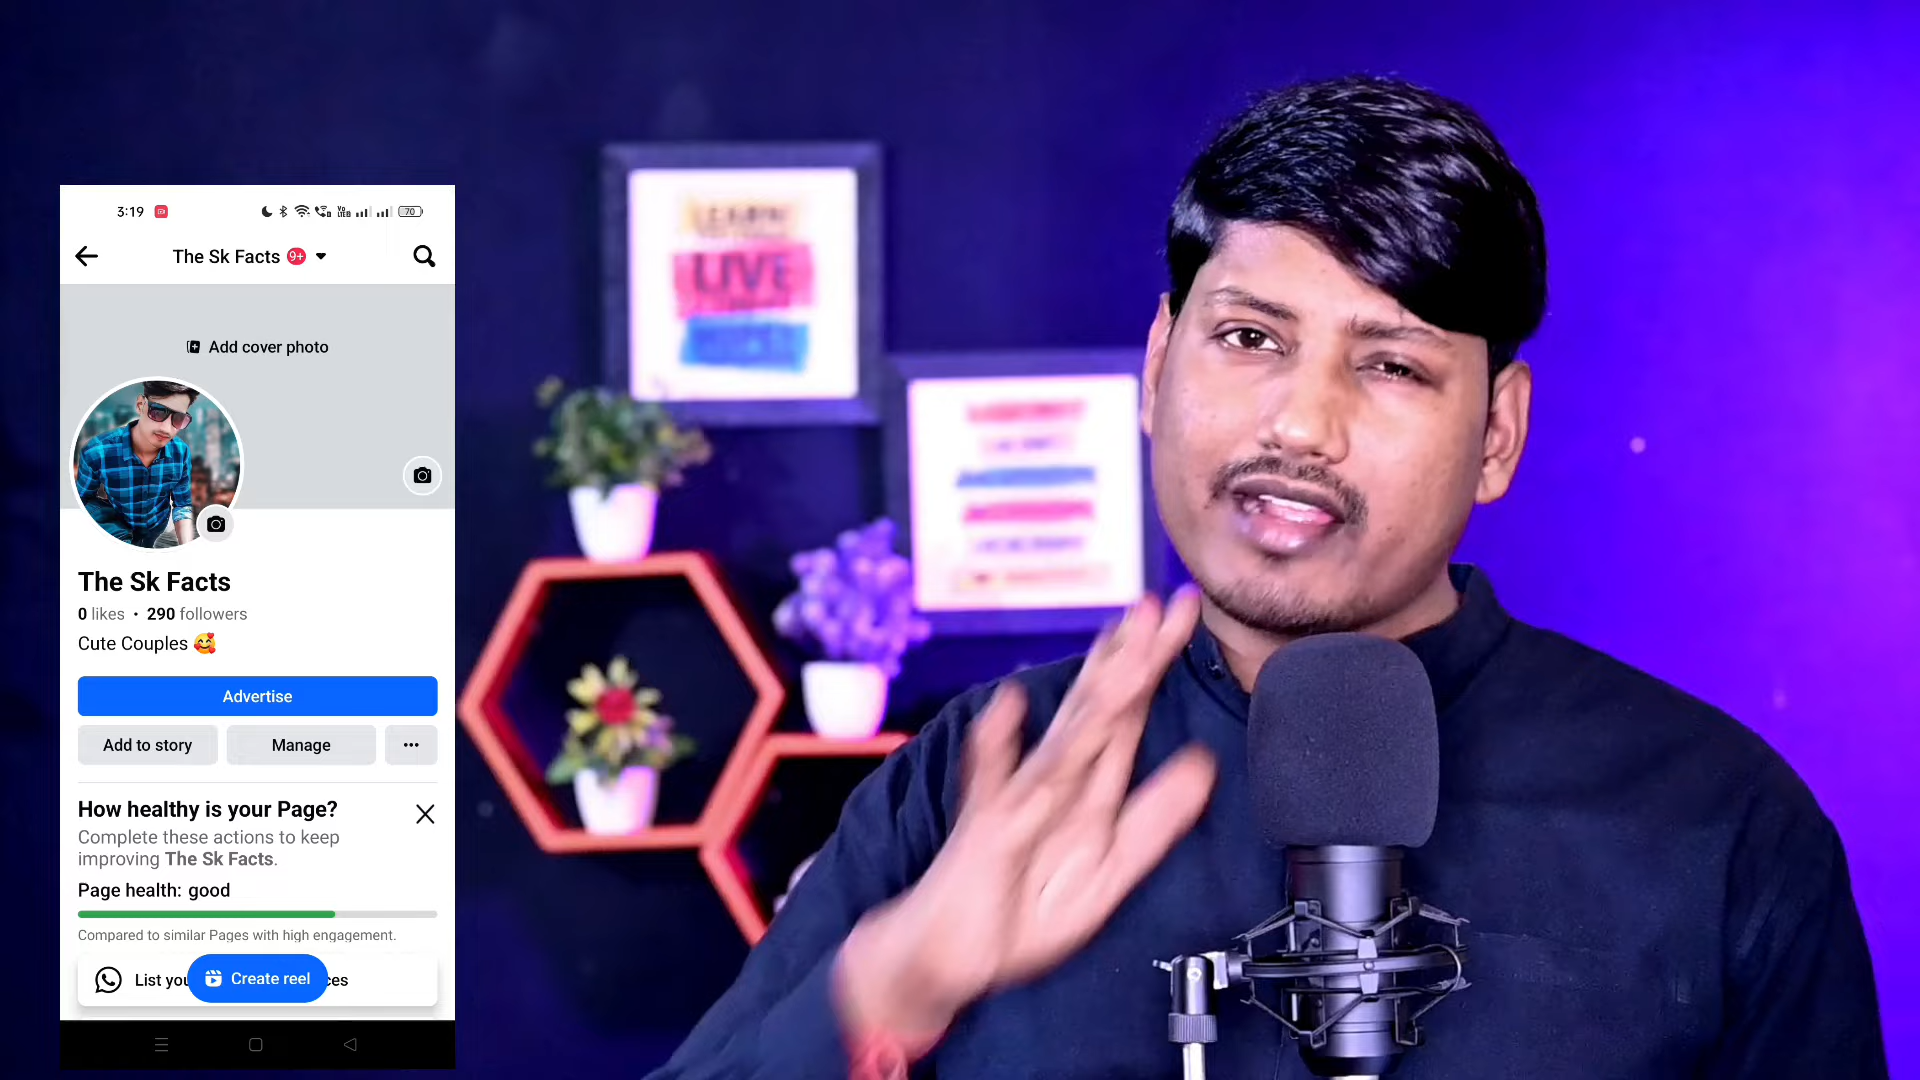 3:19
70
The Sk Facts 9+
Add cover photo
The Sk Facts
0 likes • 290 followers
Cute Couples 🥰
Advertise
Add to story
Manage
How healthy is your Page?
Complete these actions to keep
improving The Sk Facts.
Page health: good
Compared to similar Pages with high engagement.
List you
Create reel
LEARN
LIVE